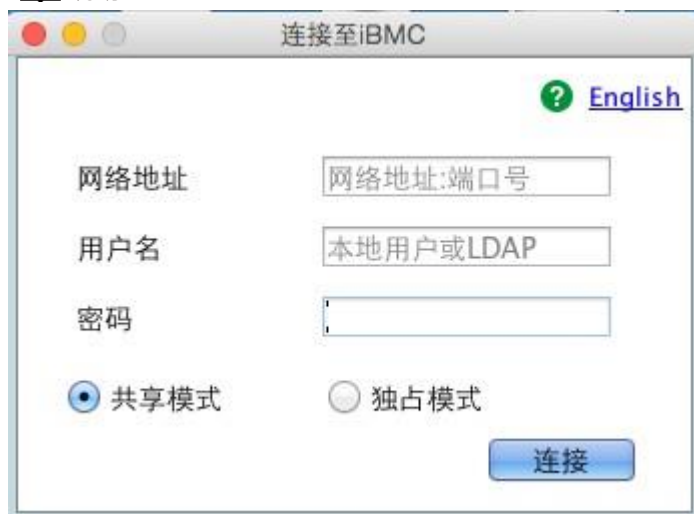 连接至iBMC
? English
网络地址 网络地址:端口号
用户名 本地用户或LDAP
密码
共享模式 独占模式
连接